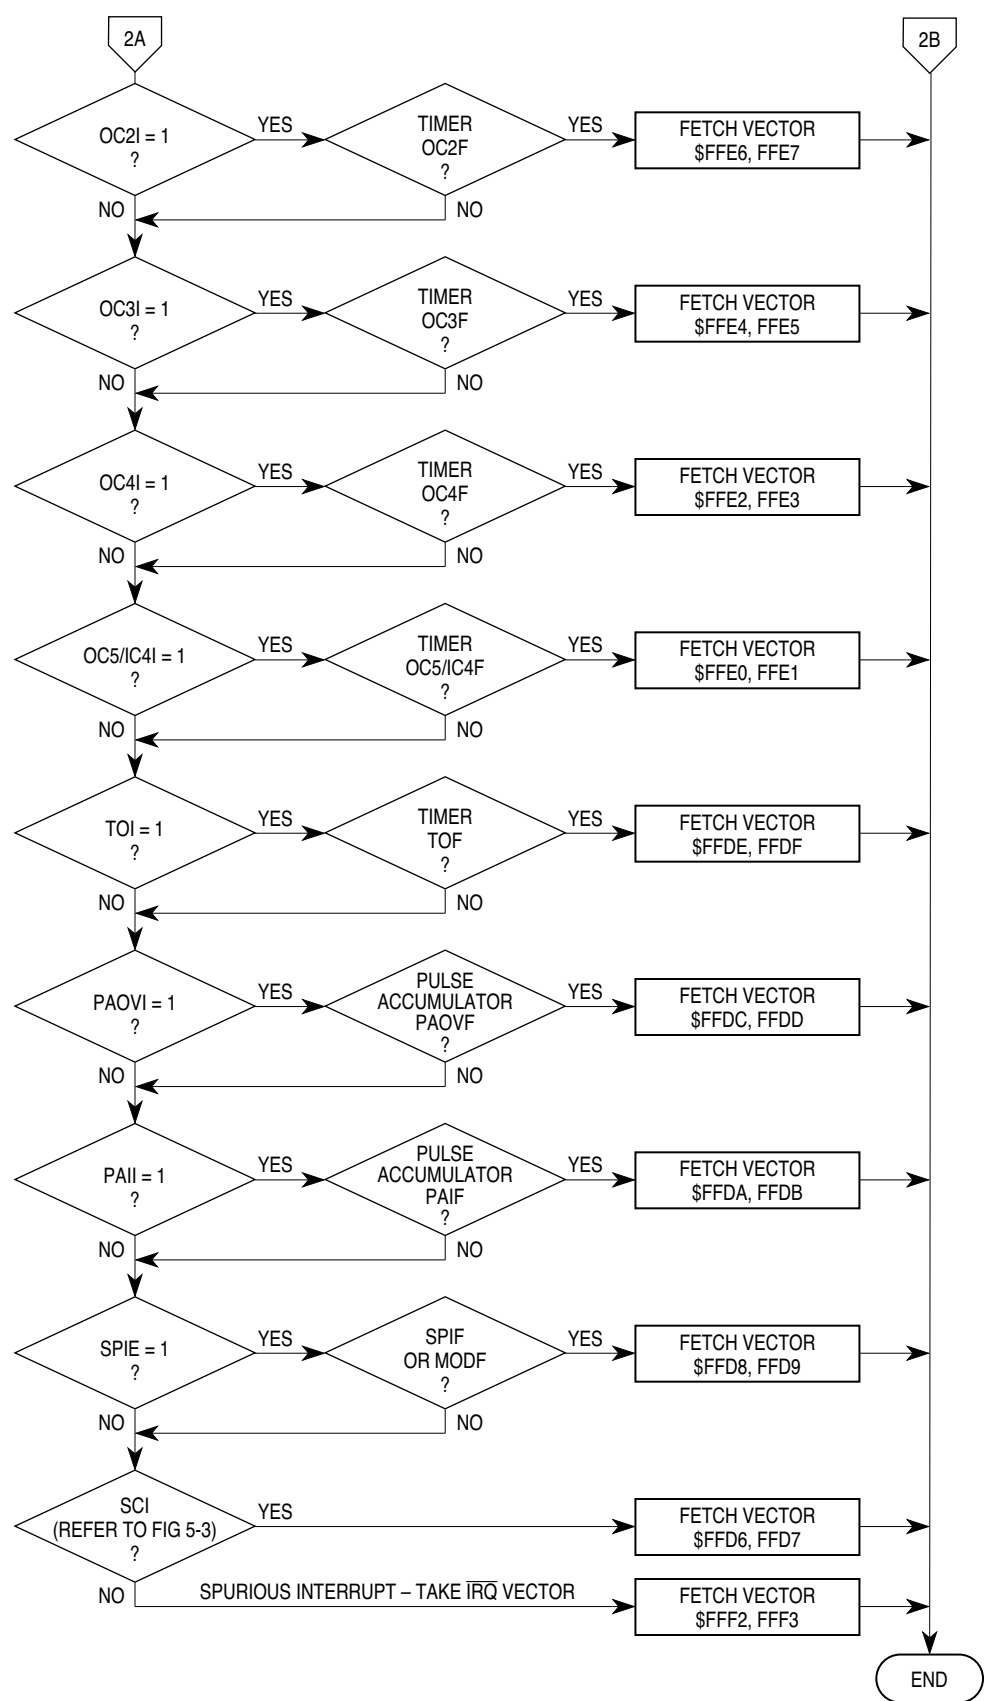 2A
2B
OC2I = 1
?
YES
TIMER
OC2F
?
YES
FETCH VECTOR
$FFE6, FFE7
NO
NO
OC3I = 1
?
YES
TIMER
OC3F
?
YES
FETCH VECTOR
$FFE4, FFE5
NO
NO
OC4I = 1
?
YES
TIMER
OC4F
?
YES
FETCH VECTOR
$FFE2, FFE3
NO
NO
OC5/IC4I = 1
?
YES
TIMER
OC5/IC4F
?
YES
FETCH VECTOR
$FFE0, FFE1
NO
NO
TOI = 1
?
YES
TIMER
TOF
?
YES
FETCH VECTOR
$FFDE, FFDF
NO
NO
PAOVI = 1
?
YES
PULSE
ACCUMULATOR
PAOVF
?
YES
FETCH VECTOR
$FFDC, FFDD
NO
NO
PAII = 1
?
YES
PULSE
ACCUMULATOR
PAIF
?
YES
FETCH VECTOR
$FFDA, FFDB
NO
NO
SPIE = 1
?
YES
SPIF
OR MODF
?
YES
FETCH VECTOR
$FFD8, FFD9
NO
NO
SCI
(REFER TO FIG 5-3)
?
YES
FETCH VECTOR
$FFD6, FFD7
NO
SPURIOUS INTERRUPT – TAKE I̅R̅Q̅ VECTOR
FETCH VECTOR
$FFF2, FFF3
END